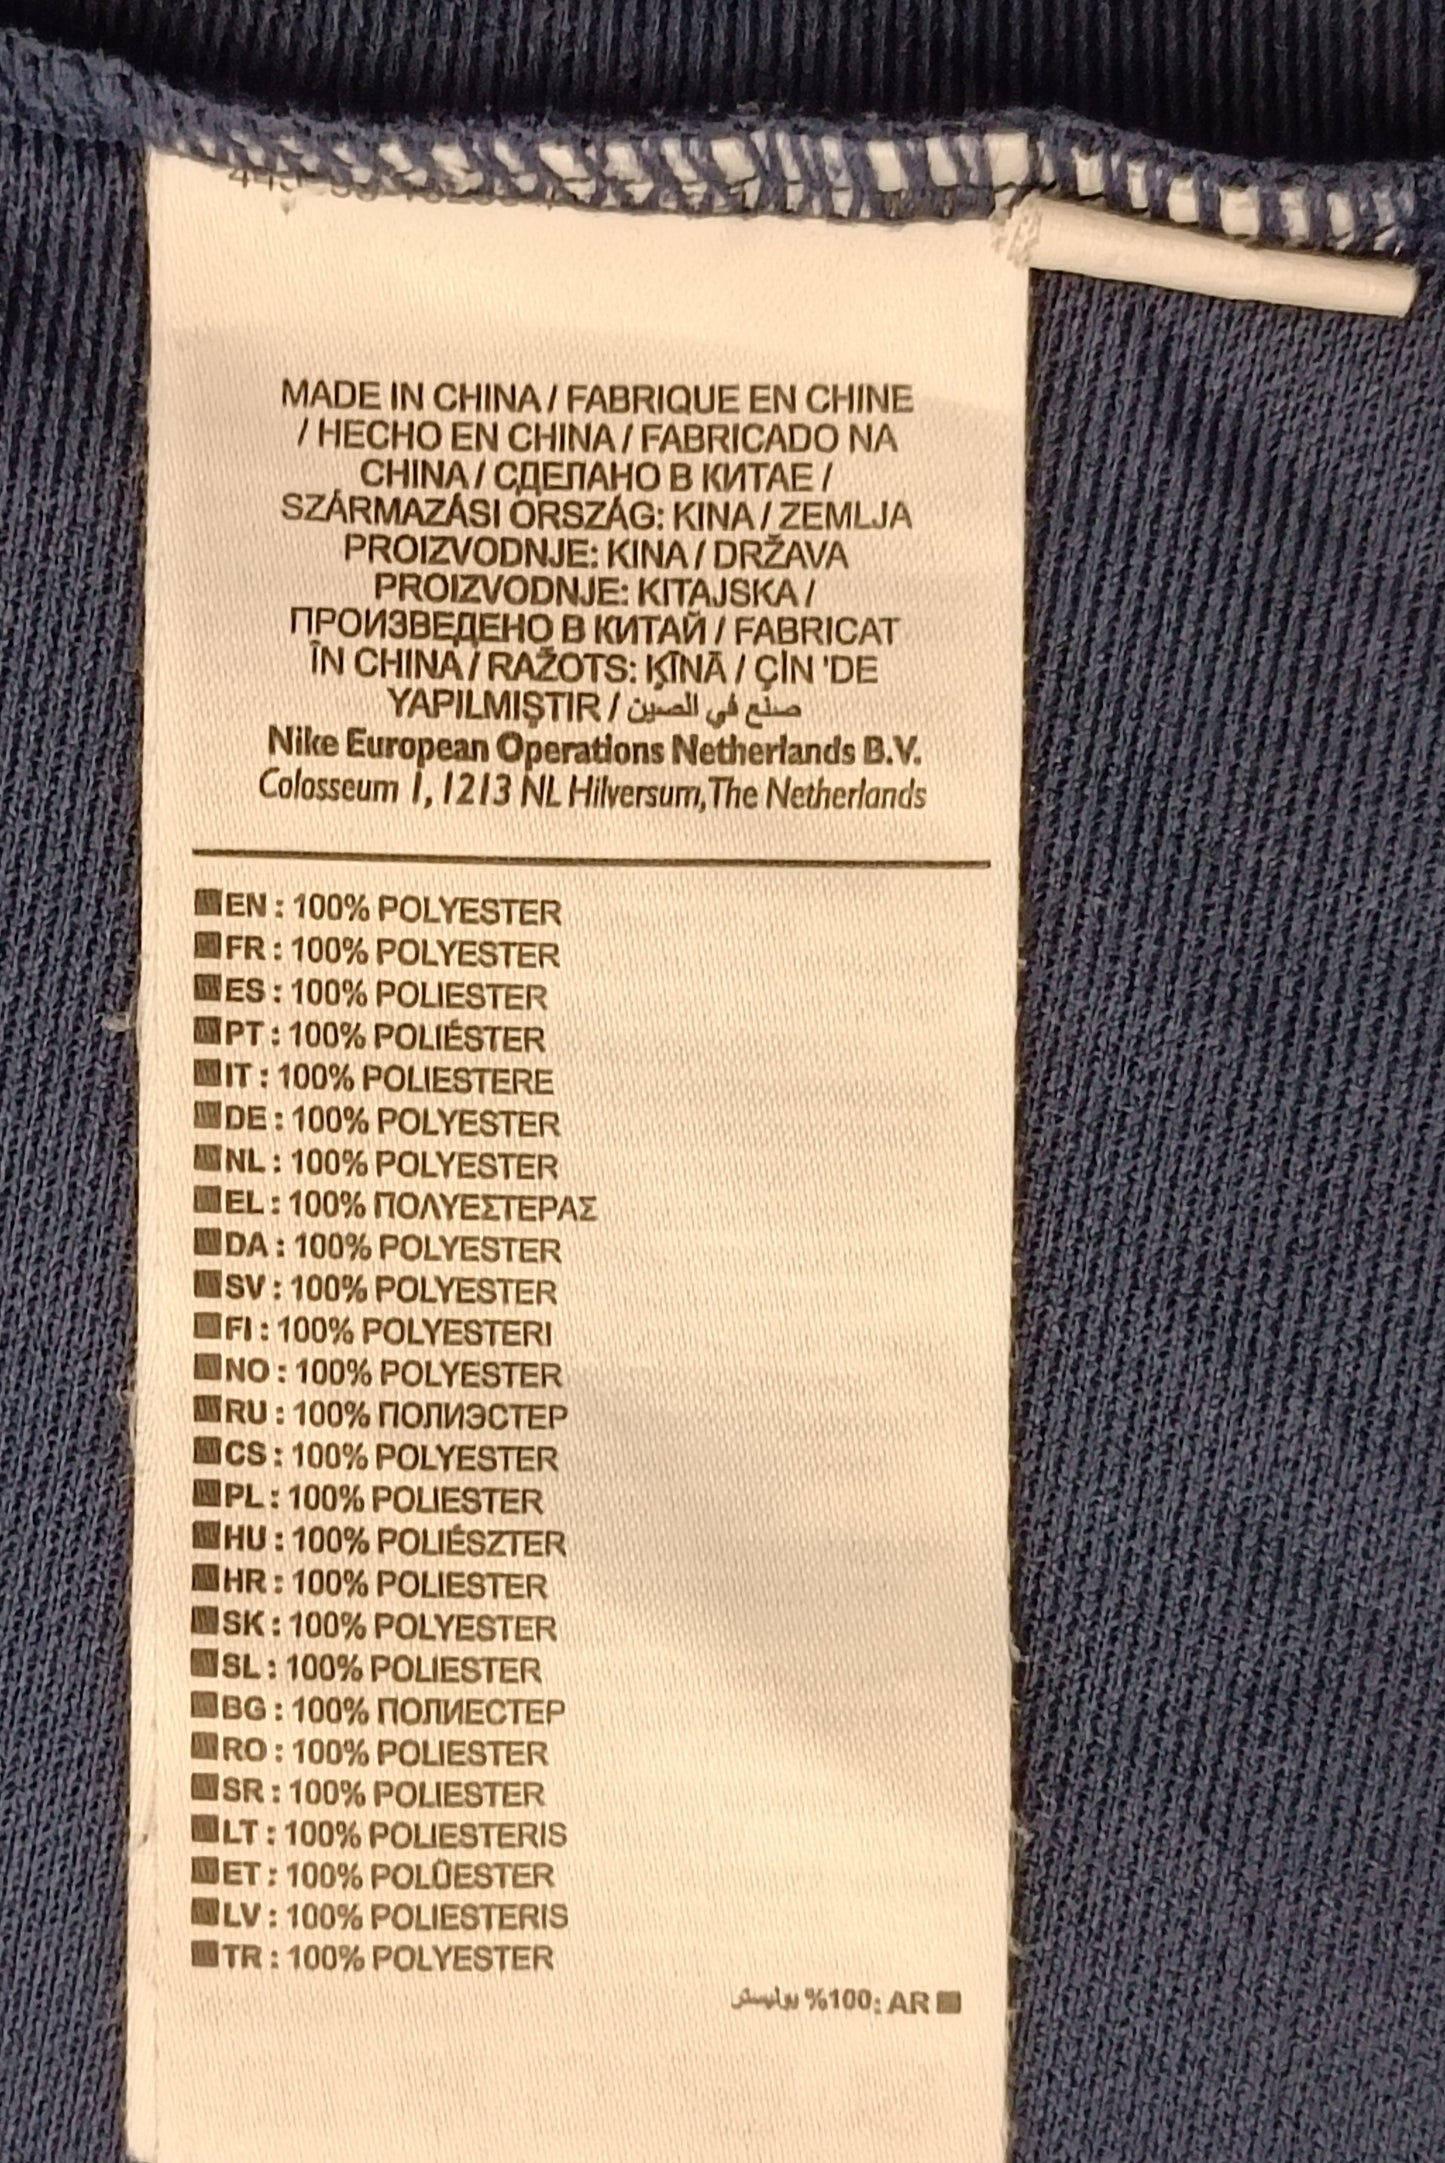 MADE IN CHINA / FABRIQUE EN CHINE
/ HECHO EN CHINA / FABRICADO NA
CHINA / СДЕЛАНО В КИТАЕ /
SZÁRMAZÁSI ORSZÁG: KINA / ZEMLJA
PROIZVODNJE: KINA / DRŽAVA
PROIZVODNJE: KITAJSKA /
ПРОИЗВЕДЕНО В КИТАЙ / FABRICAT
ÎN CHINA / RAŽOTS: ĶĪNĀ / ÇİN 'DE
YAPILMIŞTIR / صنع في الصين
Nike European Operations Netherlands B.V.
Colosseum 1, 1213 NL Hilversum, The Netherlands
EN : 100% POLYESTER
FR : 100% POLYESTER
ES : 100% POLIESTER
PT : 100% POLIÉSTER
IT : 100% POLIESTERE
DE : 100% POLYESTER
NL : 100% POLYESTER
EL : 100% ΠΟΛΥΕΣΤΕΡΑΣ
DA : 100% POLYESTER
SV : 100% POLYESTER
FI : 100% POLYESTERI
NO : 100% POLYESTER
RU : 100% ПОЛИЭСТЕР
CS : 100% POLYESTER
PL : 100% POLIESTER
HU : 100% POLIÉSZTER
HR : 100% POLIESTER
SK : 100% POLYESTER
SL : 100% POLIESTER
BG : 100% ПОЛИЕСТЕР
RO : 100% POLIESTER
SR : 100% POLIESTER
LT : 100% POLIESTERIS
ET : 100% POLÜESTER
LV : 100% POLIESTERIS
TR : 100% POLYESTER
AR :100% بوليستر